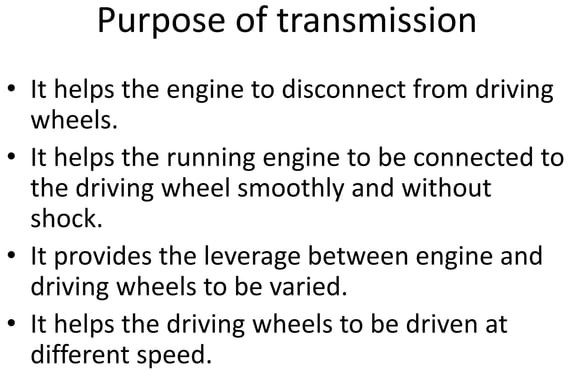 Purpose of transmission
• It helps the engine to disconnect from driving
wheels.
• It helps the running engine to be connected to
the driving wheel smoothly and without
shock.
• It provides the leverage between engine and
driving wheels to be varied.
• It helps the driving wheels to be driven at
different speed.